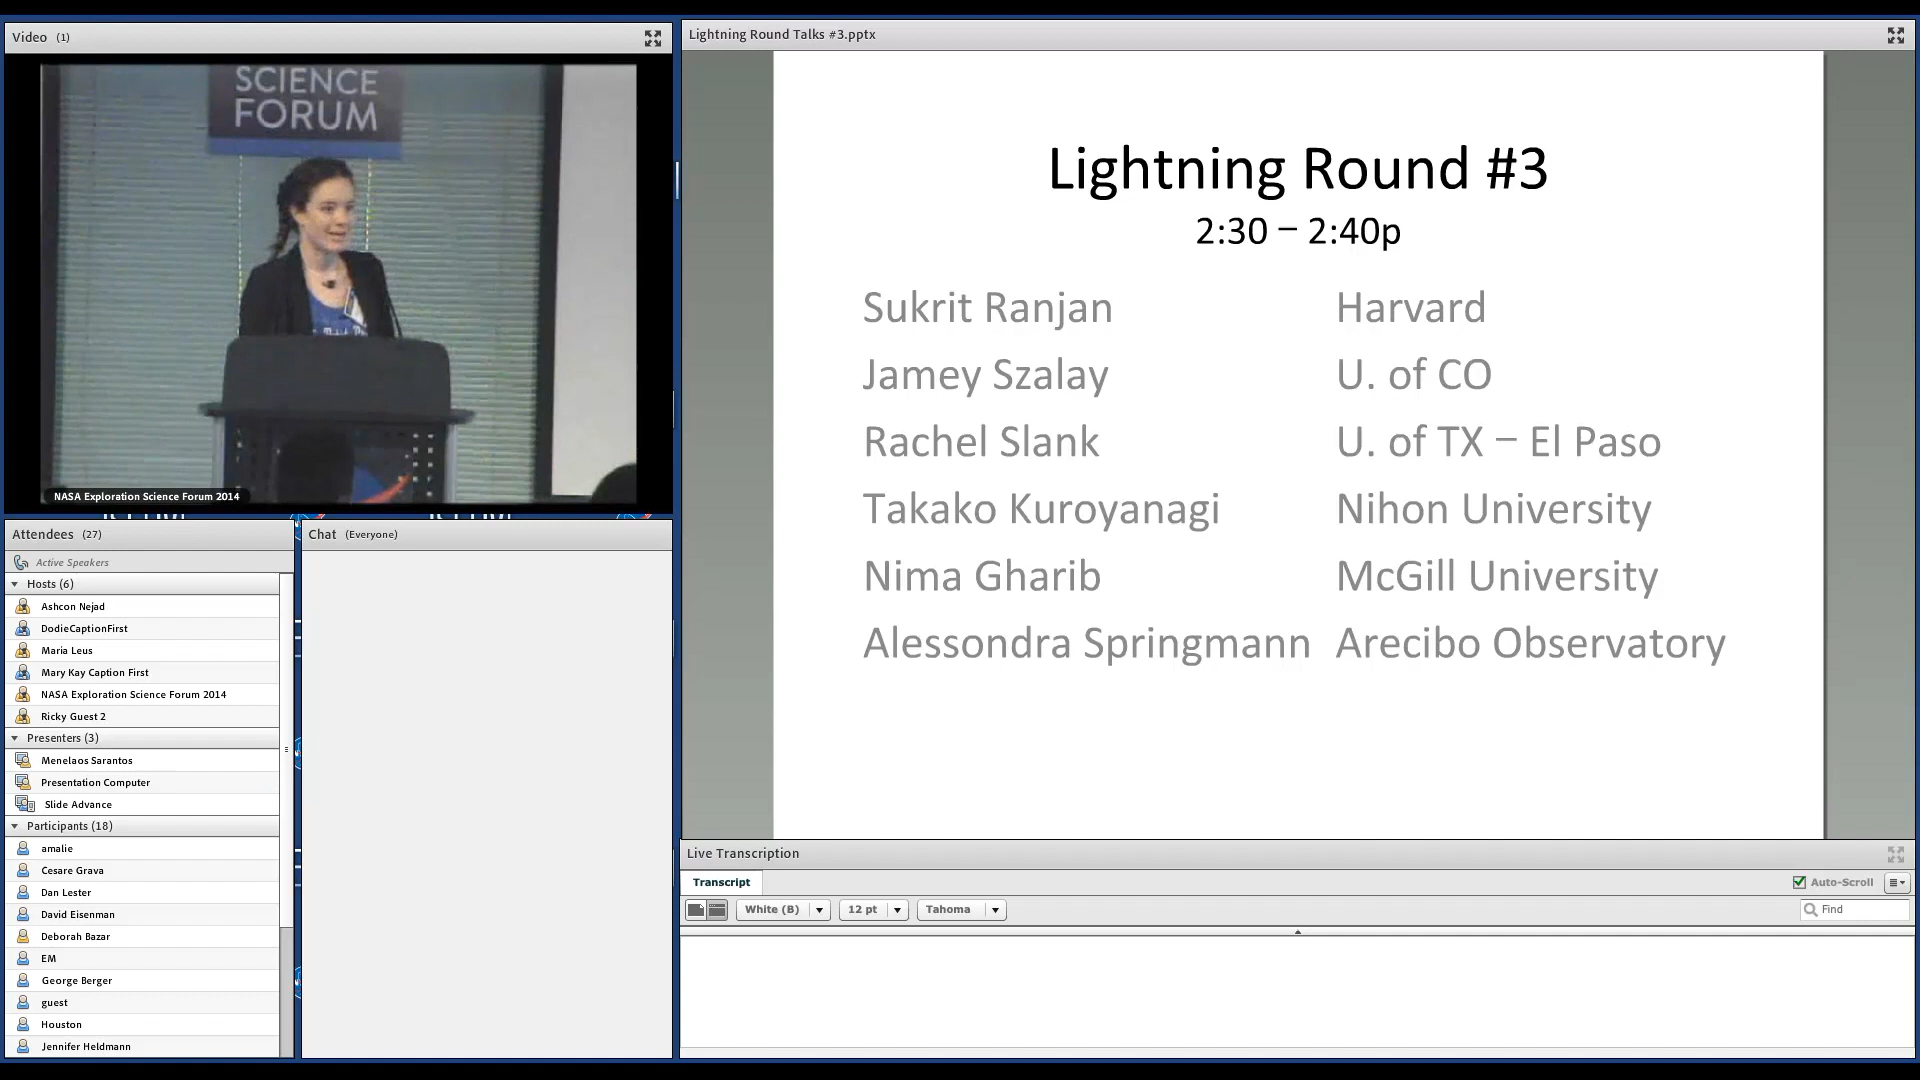 Video (1)
SCIENCE
FORUM
NASA Exploration Science Forum 2014
Attendees (27)
Active Speakers
Hosts (6)
Ashcon Nejad
DodieCaptionFirst
Maria Leus
Mary Kay Caption First
NASA Exploration Science Forum 2014
Ricky Guest 2
Presenters (3)
Menelaos Sarantos
Presentation Computer
Slide Advance
Participants (18)
amalie
Cesare Grava
Dan Lester
David Eisenman
Deborah Bazar
EM
George Berger
guest
Houston
Jennifer Heldmann
Chat (Everyone)
Lightning Round Talks #3.pptx
Lightning Round #3
2:30 – 2:40p
Sukrit Ranjan Harvard
Jamey Szalay U. of CO
Rachel Slank U. of TX – El Paso
Takako Kuroyanagi Nihon University
Nima Gharib McGill University
Alessondra Springmann Arecibo Observatory
Live Transcription
Transcript Auto-Scroll
White (B) 12 pt Tahoma Find